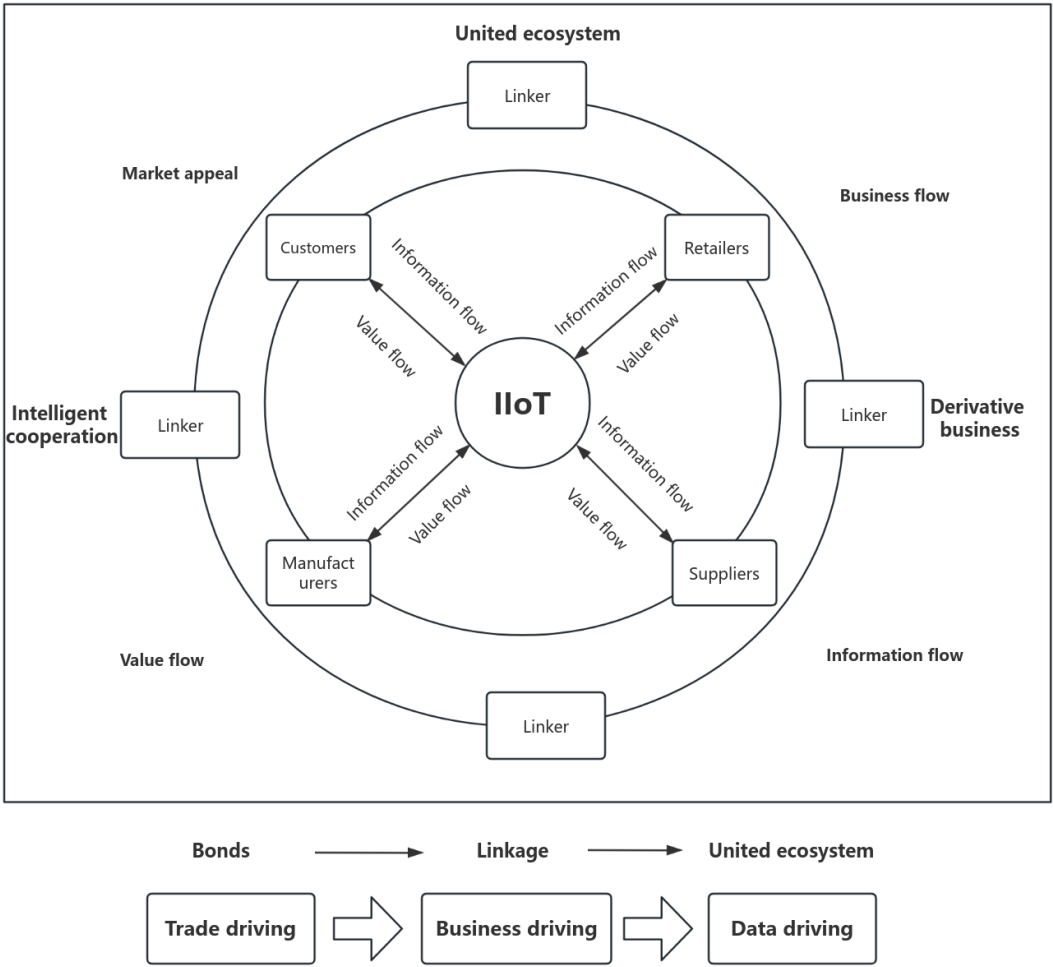 United ecosystem
Linker
Market appeal
Business flow
Customers
Retailers
Information flow
Value flow
Information flow
Value flow
IIoT
Intelligent
cooperation
Linker
Linker
Derivative
business
Information flow
Value flow
Information flow
Value flow
Manufact
urers
Suppliers
Value flow
Information flow
Linker
Bonds
Linkage
United ecosystem
Trade driving
Business driving
Data driving